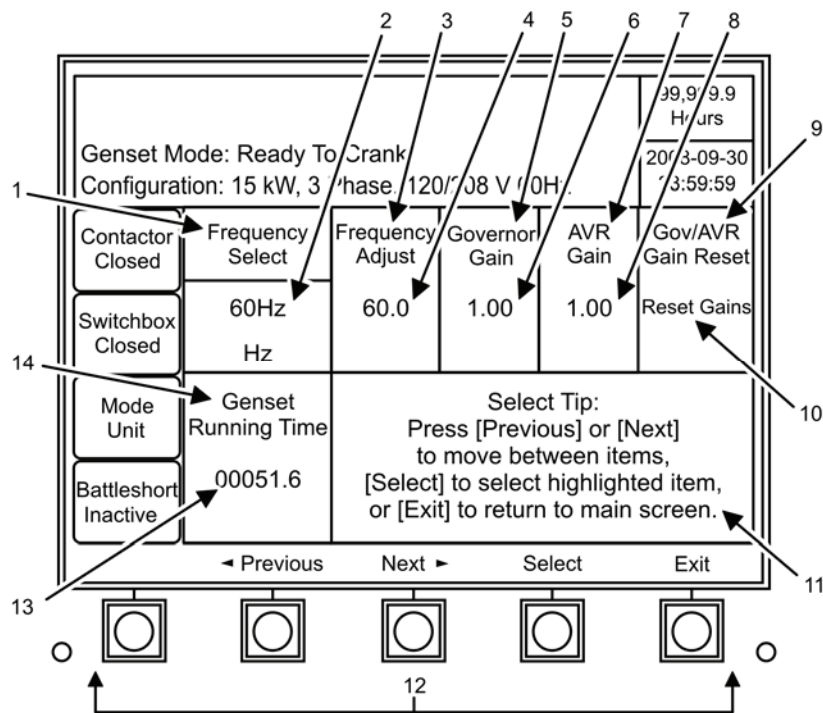 2 3 4 5 6 7 8
99,999.9
Hours
9
Genset Mode: Ready To Crank
Configuration: 15 kW, 3 Phase, 120/208 V 60Hz
23:59:59
1
Contactor
Closed
Frequency
Select
Frequency
Adjust
Governor
Gain
AVR
Gain
Gov/AVR
Gain Reset
Switchbox
Closed
60Hz
Hz
60.0
1.00
1.00
Reset Gains
14
10
Mode
Unit
Genset
Running Time
00051.6
Select Tip:
Press [Previous] or [Next]
to move between items,
[Select] to select highlighted item,
or [Exit] to return to main screen.
Battleshort
Inactive
◄ Previous
Next ►
Select
Exit
11
13
12